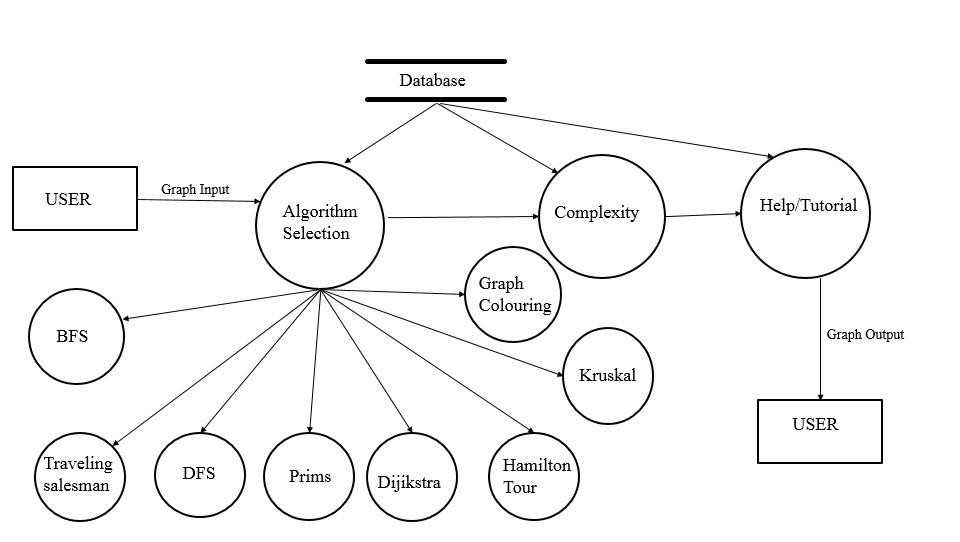 Database
USER
Graph Input
Algorithm
Selection
Complexity
Help/Tutorial
Graph
Colouring
BFS
Graph Output
Kruskal
USER
Traveling
salesman
DFS
Prims
Dijikstra
Hamilton
Tour